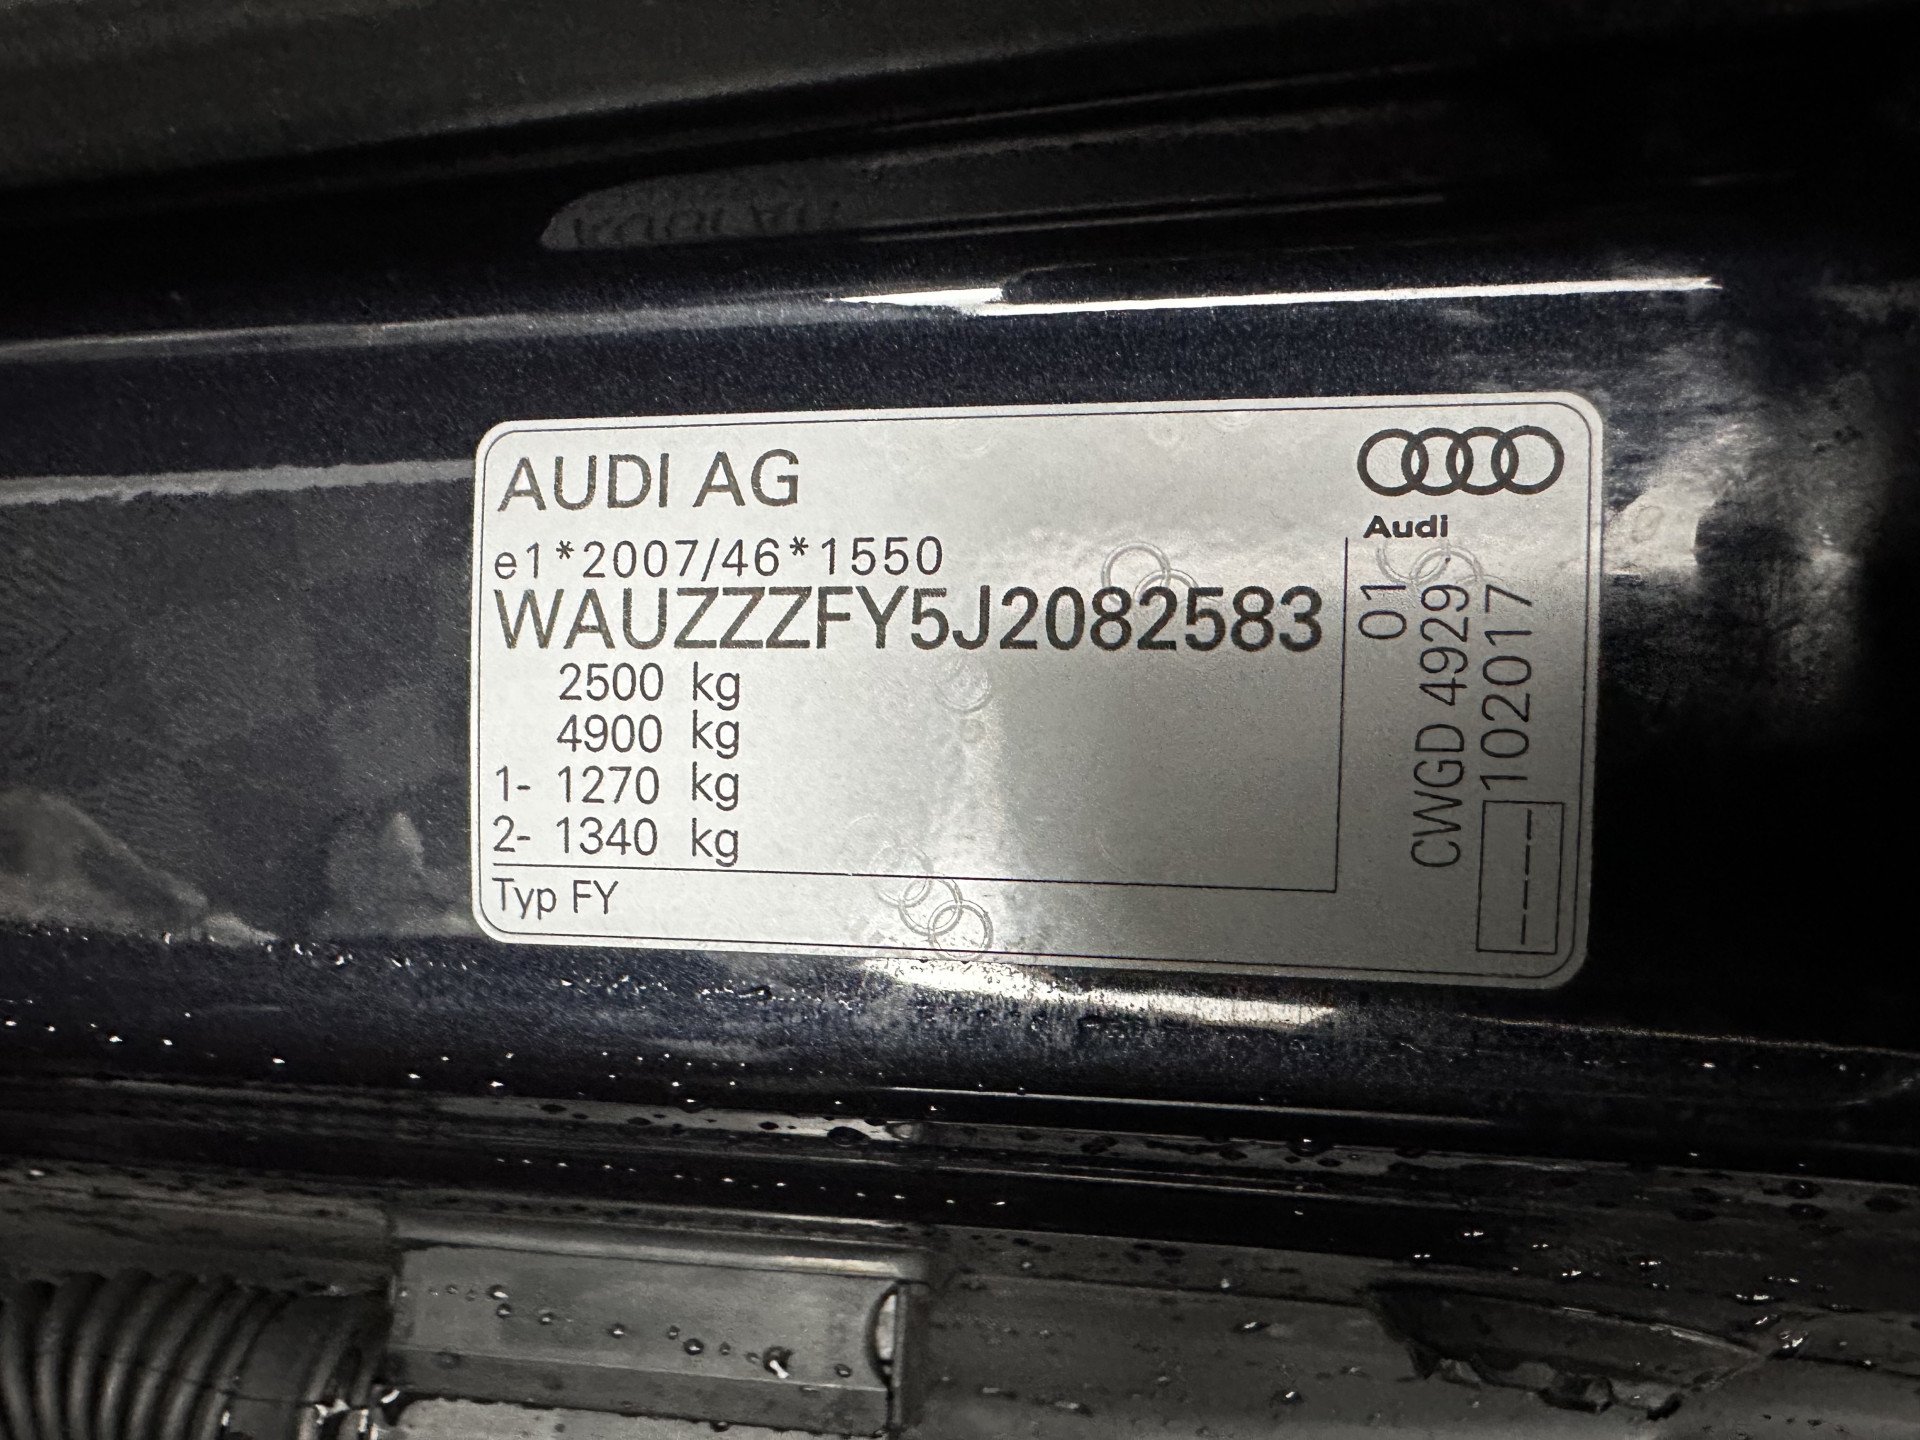 AUDI AG
e1*2007/46*1550
WAUZZZFY5J2082583
2500 kg
4900 kg
1- 1270 kg
2- 1340 kg
Typ FY
Audi
01
CWGD 4929 .
----- 102017